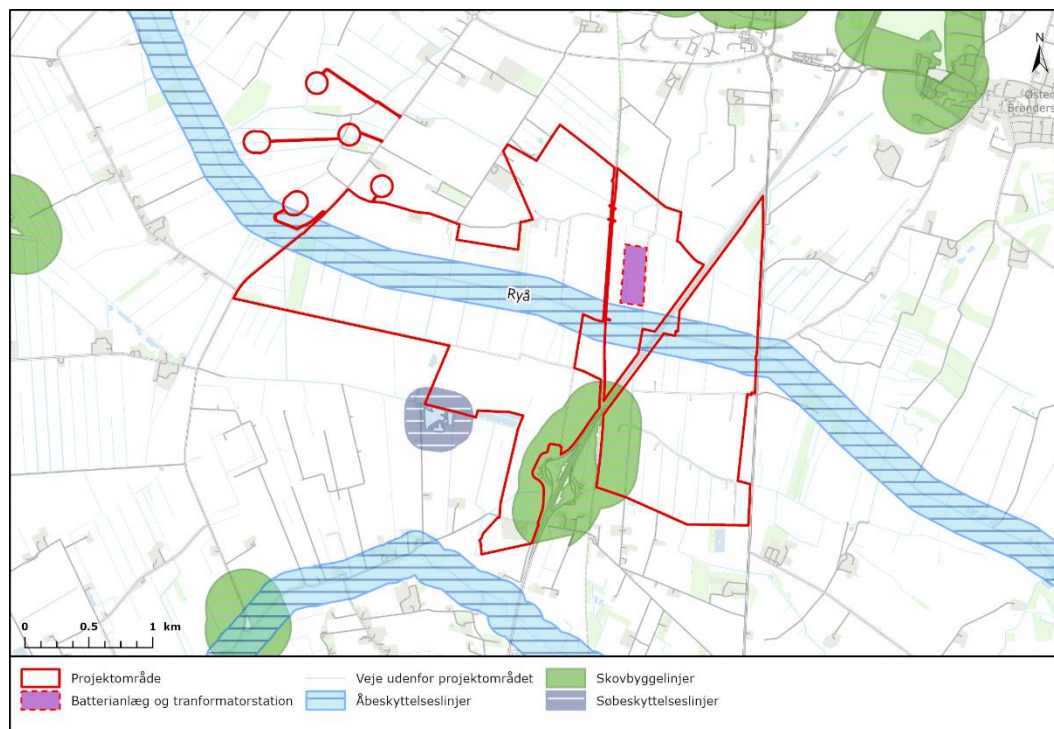 N
Øster
Brønders
Ryå
0 0.5 1 km
Projektområde
Veje udenfor projektområdet
Skovbyggelinjer
Batterianlæg og tranformatorstation
Åbeskyttelseslinjer
Søbeskyttelseslinjer